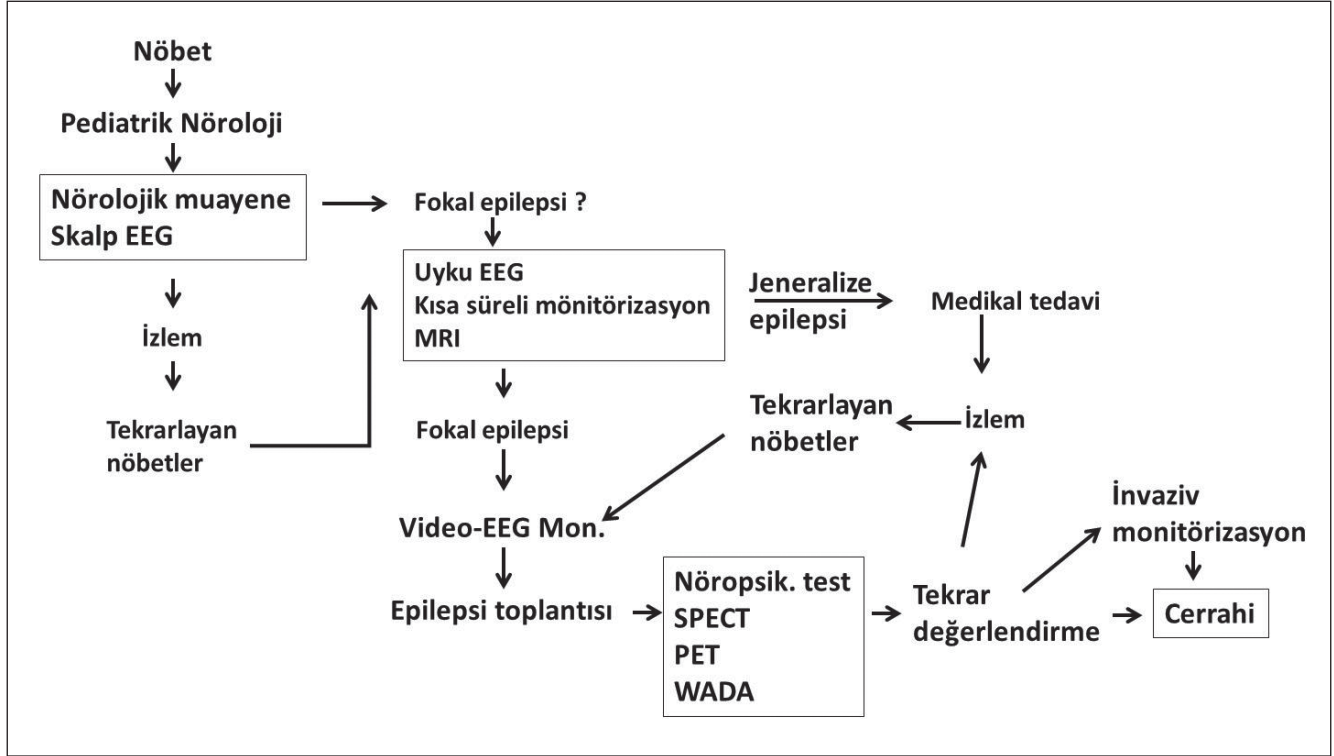 Nöbet
Pediatrik Nöroloji
Nörolojik muayene
Skalp EEG
İzlem
Tekrarlayan
nöbetler
Fokal epilepsi ?
Uyku EEG
Kısa süreli mönitörizasyon
MRI
Fokal epilepsi
Video-EEG Mon.
Epilepsi toplantısı
Jeneralize
epilepsi
Medikal tedavi
İzlem
Tekrarlayan
nöbetler
Nöropsik. test
SPECT
PET
WADA
Tekrar
değerlendirme
İnvaziv
monitörizasyon
Cerrahi